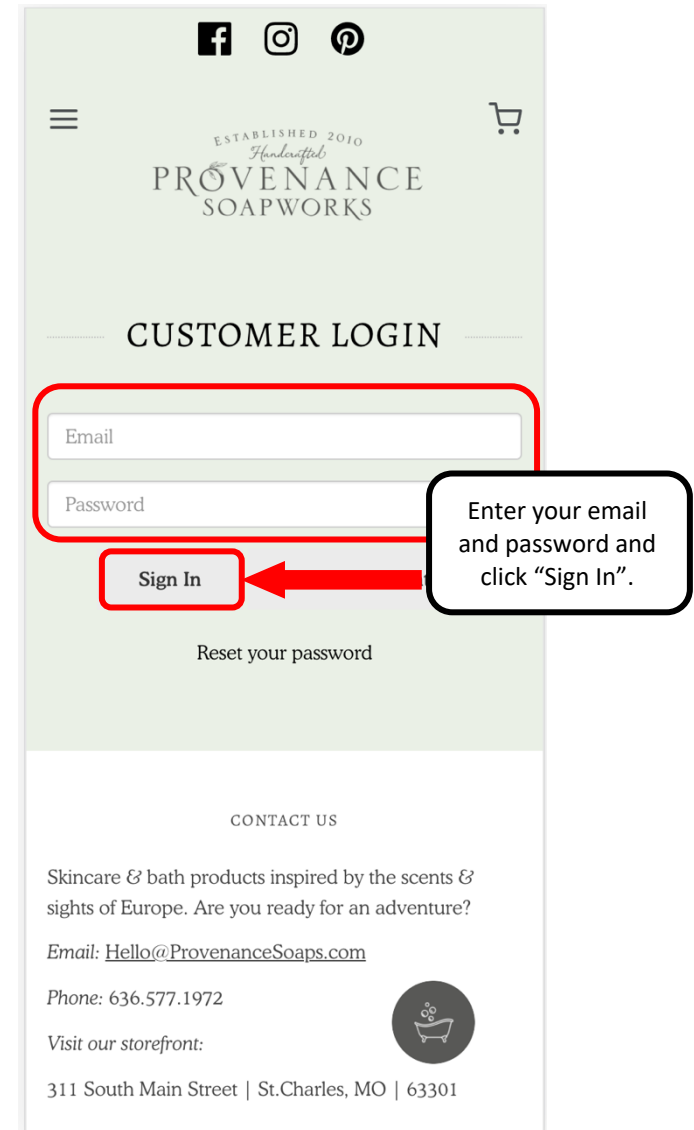 ESTABLISHED 2010
Handcrafted
PROVENANCE
SOAPWORKS
CUSTOMER LOGIN
Email
Password
Enter your email
and password and
click “Sign In”.
Sign In
Reset your password
CONTACT US
Skincare & bath products inspired by the scents &
sights of Europe. Are you ready for an adventure?
Email: Hello@ProvenanceSoaps.com
Phone: 636.577.1972
Visit our storefront:
311 South Main Street | St.Charles, MO | 63301